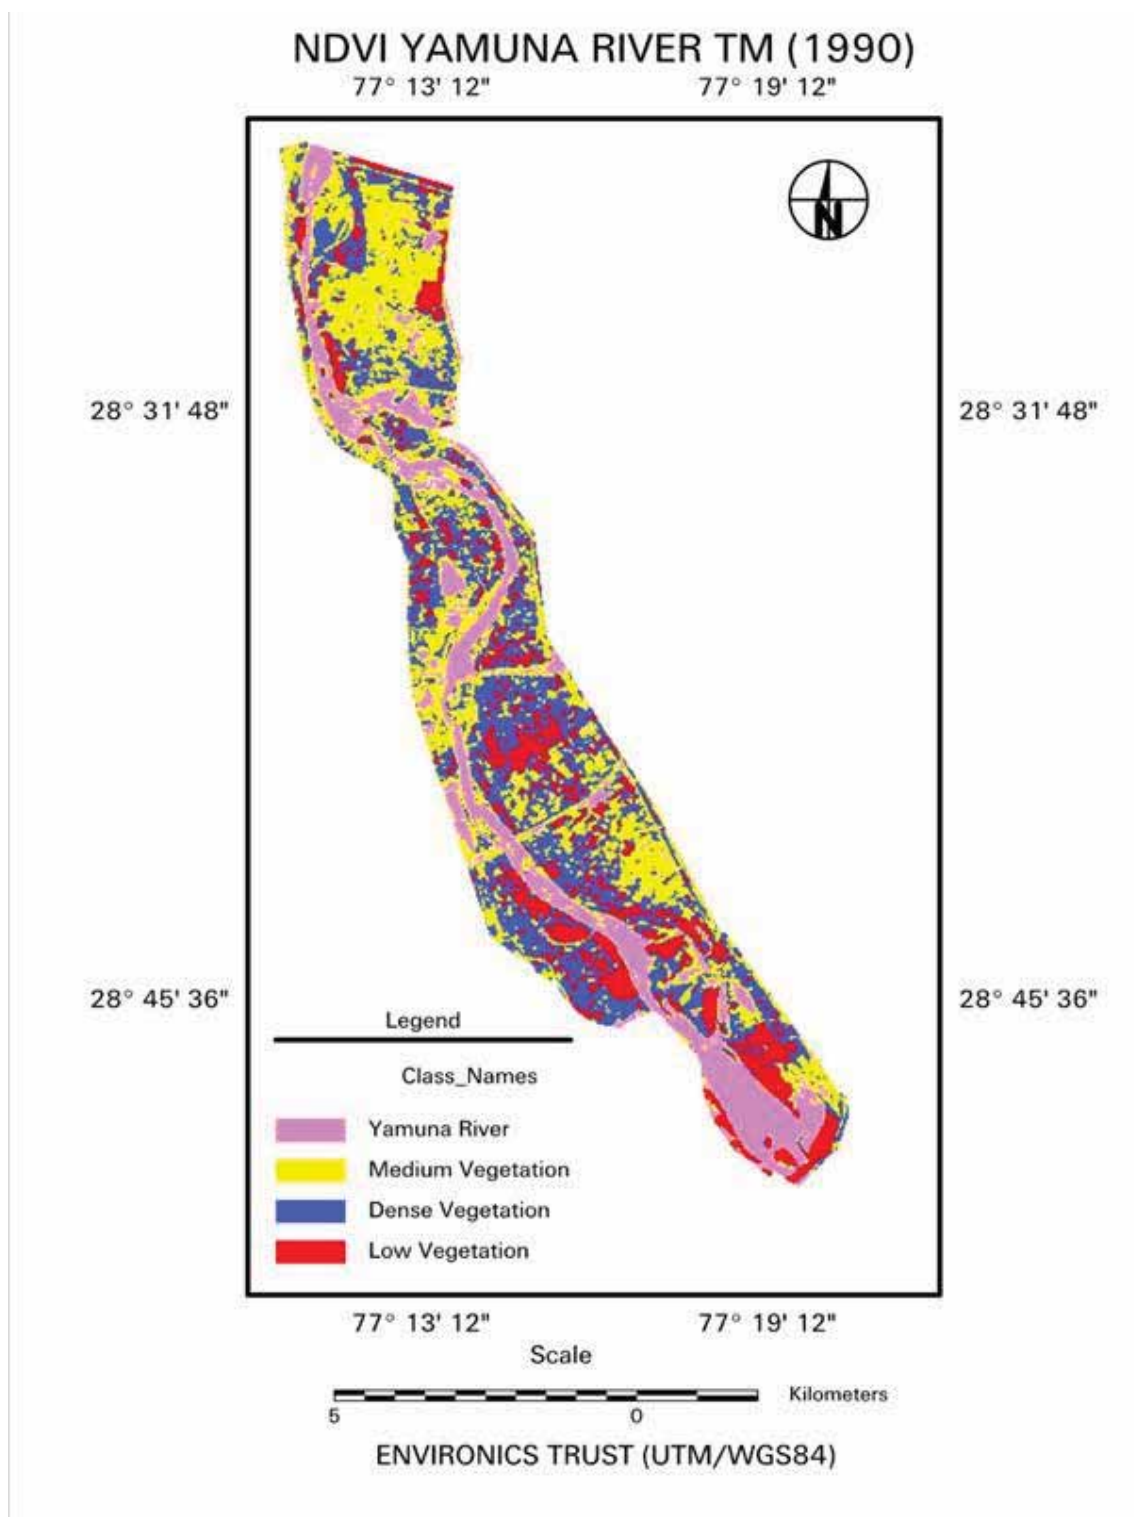 NDVI YAMUNA RIVER TM (1990)
77° 13' 12" 77° 19' 12"
N
28° 31' 48" 28° 31' 48"
28° 45' 36" 28° 45' 36"
Legend
Class_Names
Yamuna River
Medium Vegetation
Dense Vegetation
Low Vegetation
77° 13' 12" 77° 19' 12"
Scale
Kilometers
5 0
ENVIRONICS TRUST (UTM/WGS84)